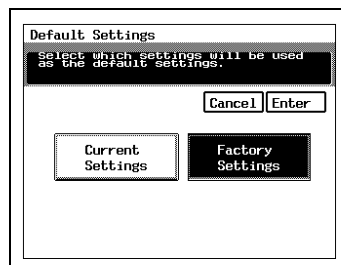 Default Settings
Select which settings will be used
as the default settings.
Cancel Enter
Current
Settings
Factory
Settings